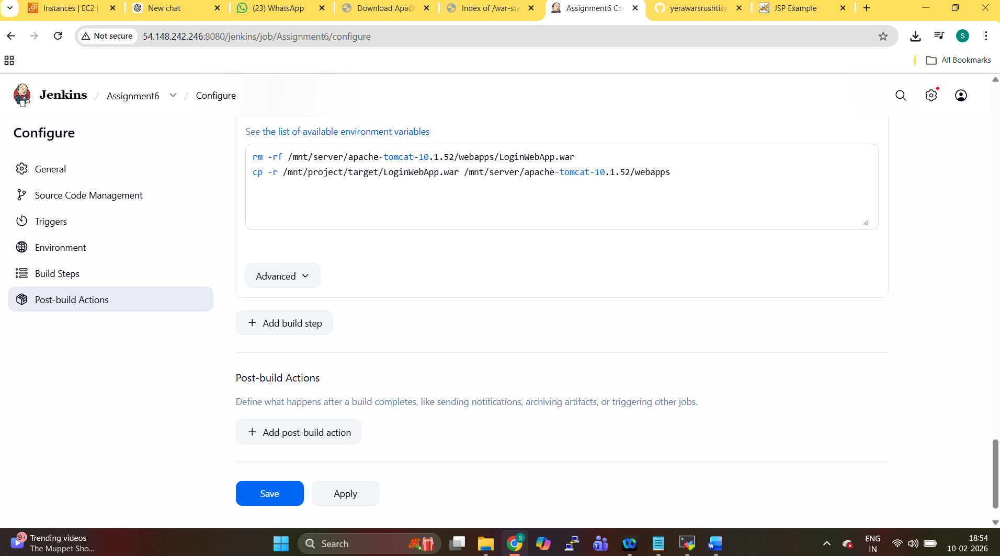 Instances | EC2 |
New chat
(23) WhatsApp
Download Apach
Index of /war-sta
Assignment6 Co
yerawarsrushtisy
JSP Example
Not secure
54.148.242.246:8080/jenkins/job/Assignment6/configure
S
All Bookmarks
Jenkins / Assignment6 / Configure
Configure
General
Source Code Management
Triggers
Environment
Build Steps
Post-build Actions
See the list of available environment variables
rm -rf /mnt/server/apache-tomcat-10.1.52/webapps/LoginWebApp.war
cp -r /mnt/project/target/LoginWebApp.war /mnt/server/apache-tomcat-10.1.52/webapps
Advanced
+ Add build step
Post-build Actions
Define what happens after a build completes, like sending notifications, archiving artifacts, or triggering other jobs.
+ Add post-build action
Save
Apply
9+
Trending videos
The Muppet Sho...
Search
S
ENG
IN
18:54
10-02-2026